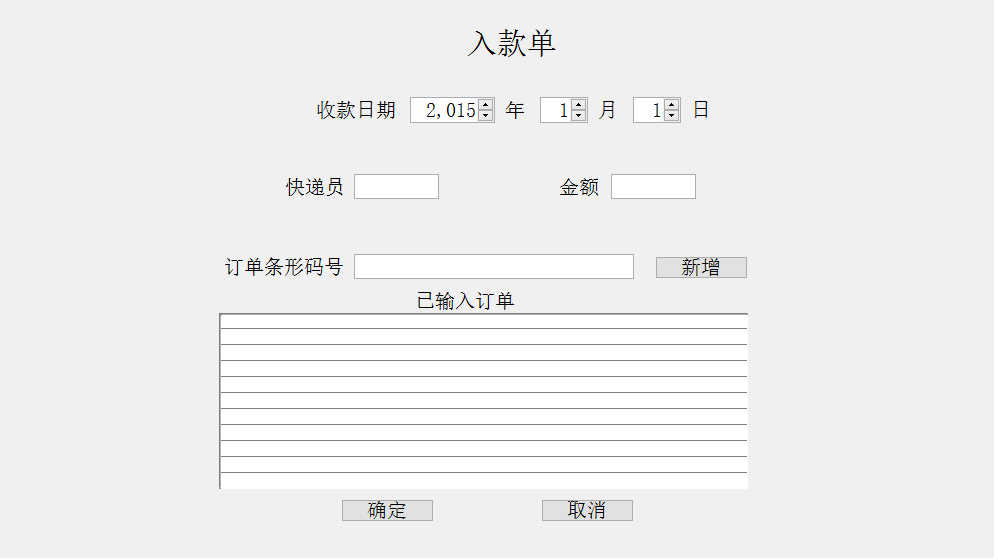 入款单
收款日期 2,015 年 1 月 1 日
快递员 金额
订单条形码号 新增
已输入订单
确定 取消